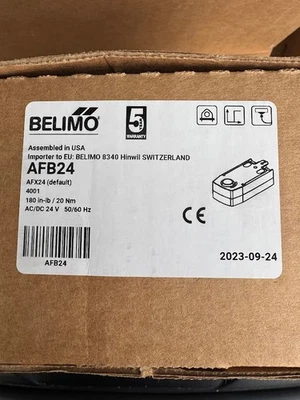 BELIMO
5
WARRANTY
Assembled in USA
Importer to EU: BELIMO 8340 Hinwil SWITZERLAND
AFB24
AFX24 (default)
4001
180 in-lb / 20 Nm
AC/DC 24 V 50/60 Hz
CE
2023-09-24
AFB24